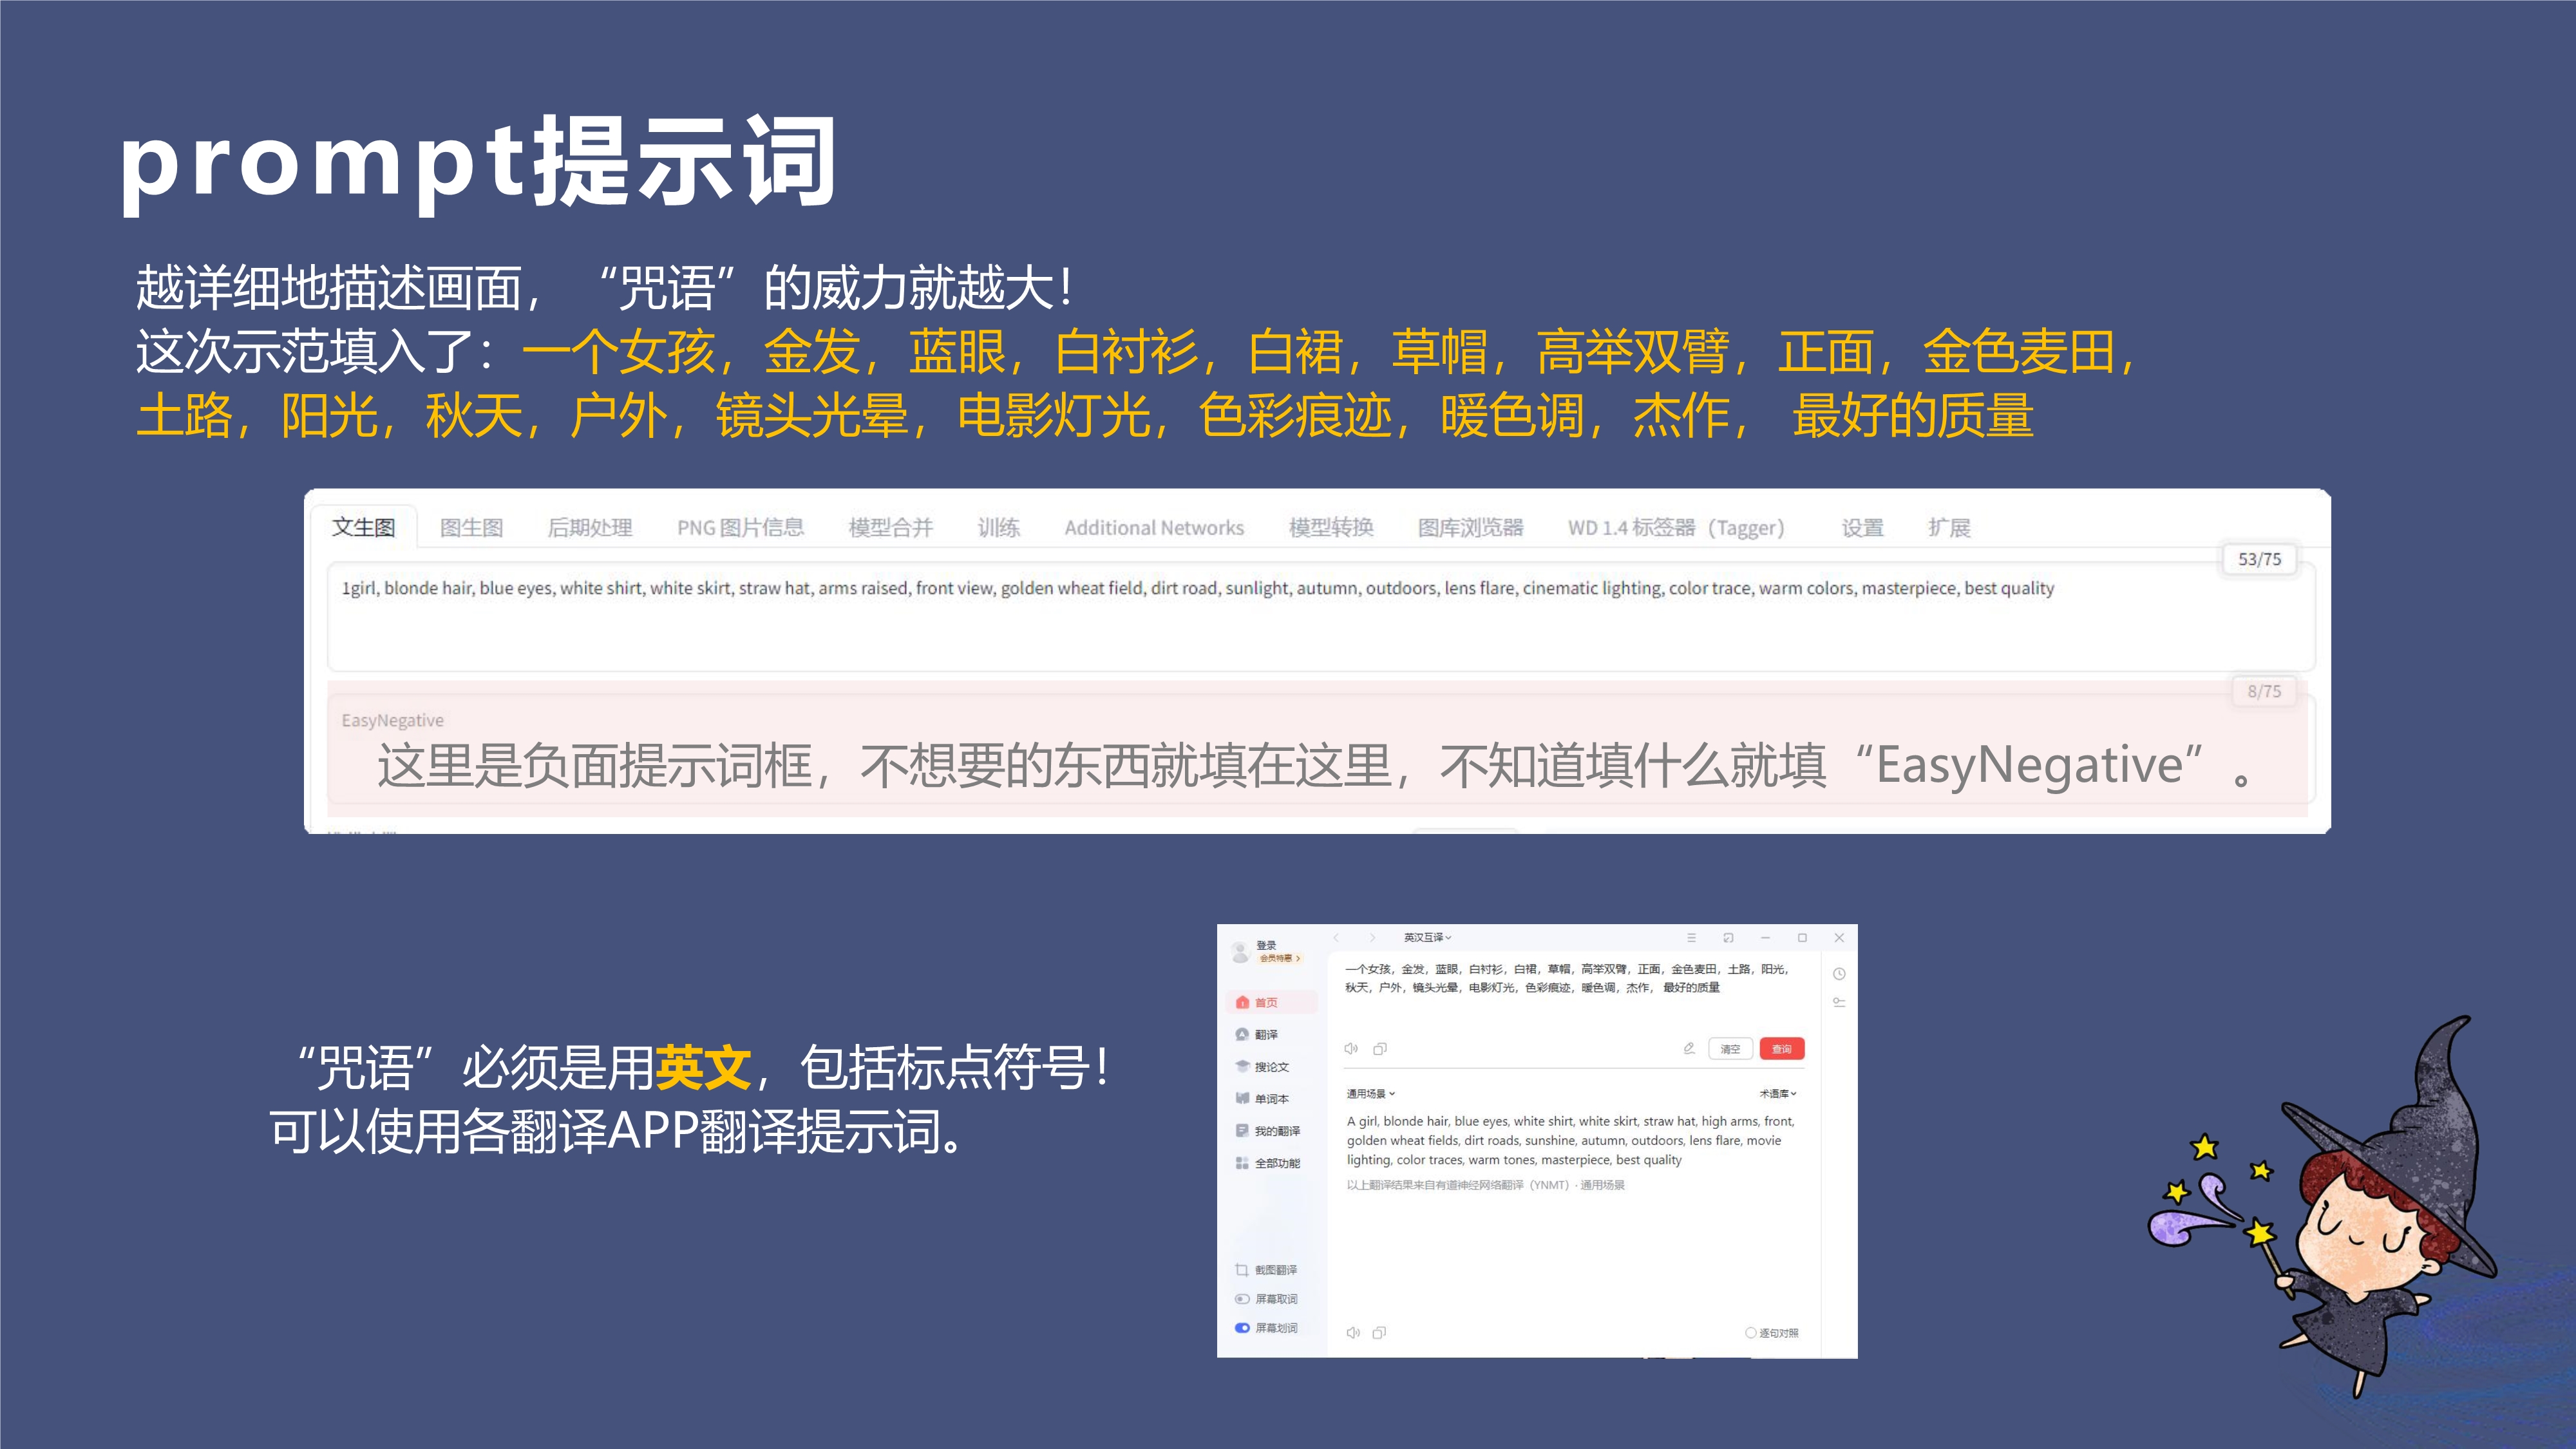 prompt提示词
越详细地描述画面，“咒语”的威力就越大！
这次示范填入了：一个女孩，金发，蓝眼，白衬衫，白裙，草帽，高举双臂，正面，金色麦田，
土路，阳光，秋天，户外，镜头光晕，电影灯光，色彩痕迹，暖色调，杰作， 最好的质量
文生图 图生图 后期处理 PNG 图片信息 模型合并 训练 Additional Networks 模型转换 图库浏览器 WD 1.4 标签器（Tagger） 设置 扩展
53/75
1girl, blonde hair, blue eyes, white shirt, white skirt, straw hat, arms raised, front view, golden wheat field, dirt road, sunlight, autumn, outdoors, lens flare, cinematic lighting, color trace, warm colors, masterpiece, best quality
8/75
EasyNegative
这里是负面提示词框，不想要的东西就填在这里，不知道填什么就填“EasyNegative”。
“咒语”必须是用英文，包括标点符号！
可以使用各翻译APP翻译提示词。
登录
会员特惠
首页
翻译
搜论文
单词本
我的翻译
全部功能
截图翻译
屏幕取词
屏幕划词
英汉互译
一个女孩，金发，蓝眼，白衬衫，白裙，草帽，高举双臂，正面，金色麦田，土路，阳光，
秋天，户外，镜头光晕，电影灯光，色彩痕迹，暖色调，杰作， 最好的质量
清空 查询
通用场景 术语库
A girl, blonde hair, blue eyes, white shirt, white skirt, straw hat, high arms, front,
golden wheat fields, dirt roads, sunshine, autumn, outdoors, lens flare, movie
lighting, color traces, warm tones, masterpiece, best quality
以上翻译结果来自有道神经网络翻译（YNMT）· 通用场景
逐句对照